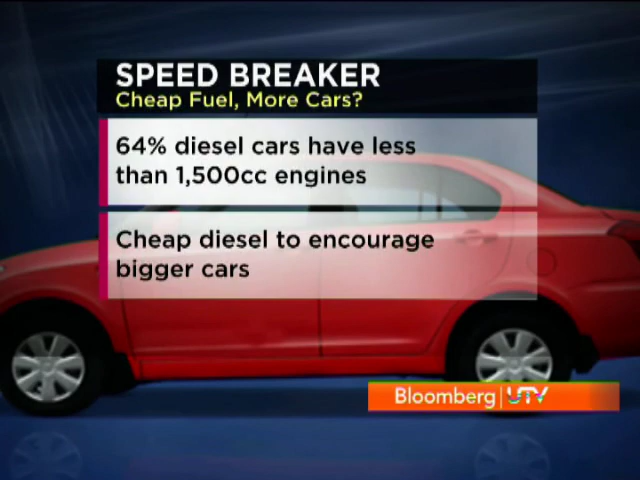 SPEED BREAKER
Cheap Fuel, More Cars?
64% diesel cars have less
than 1,500cc engines
Cheap diesel to encourage
bigger cars
Bloomberg | UTV